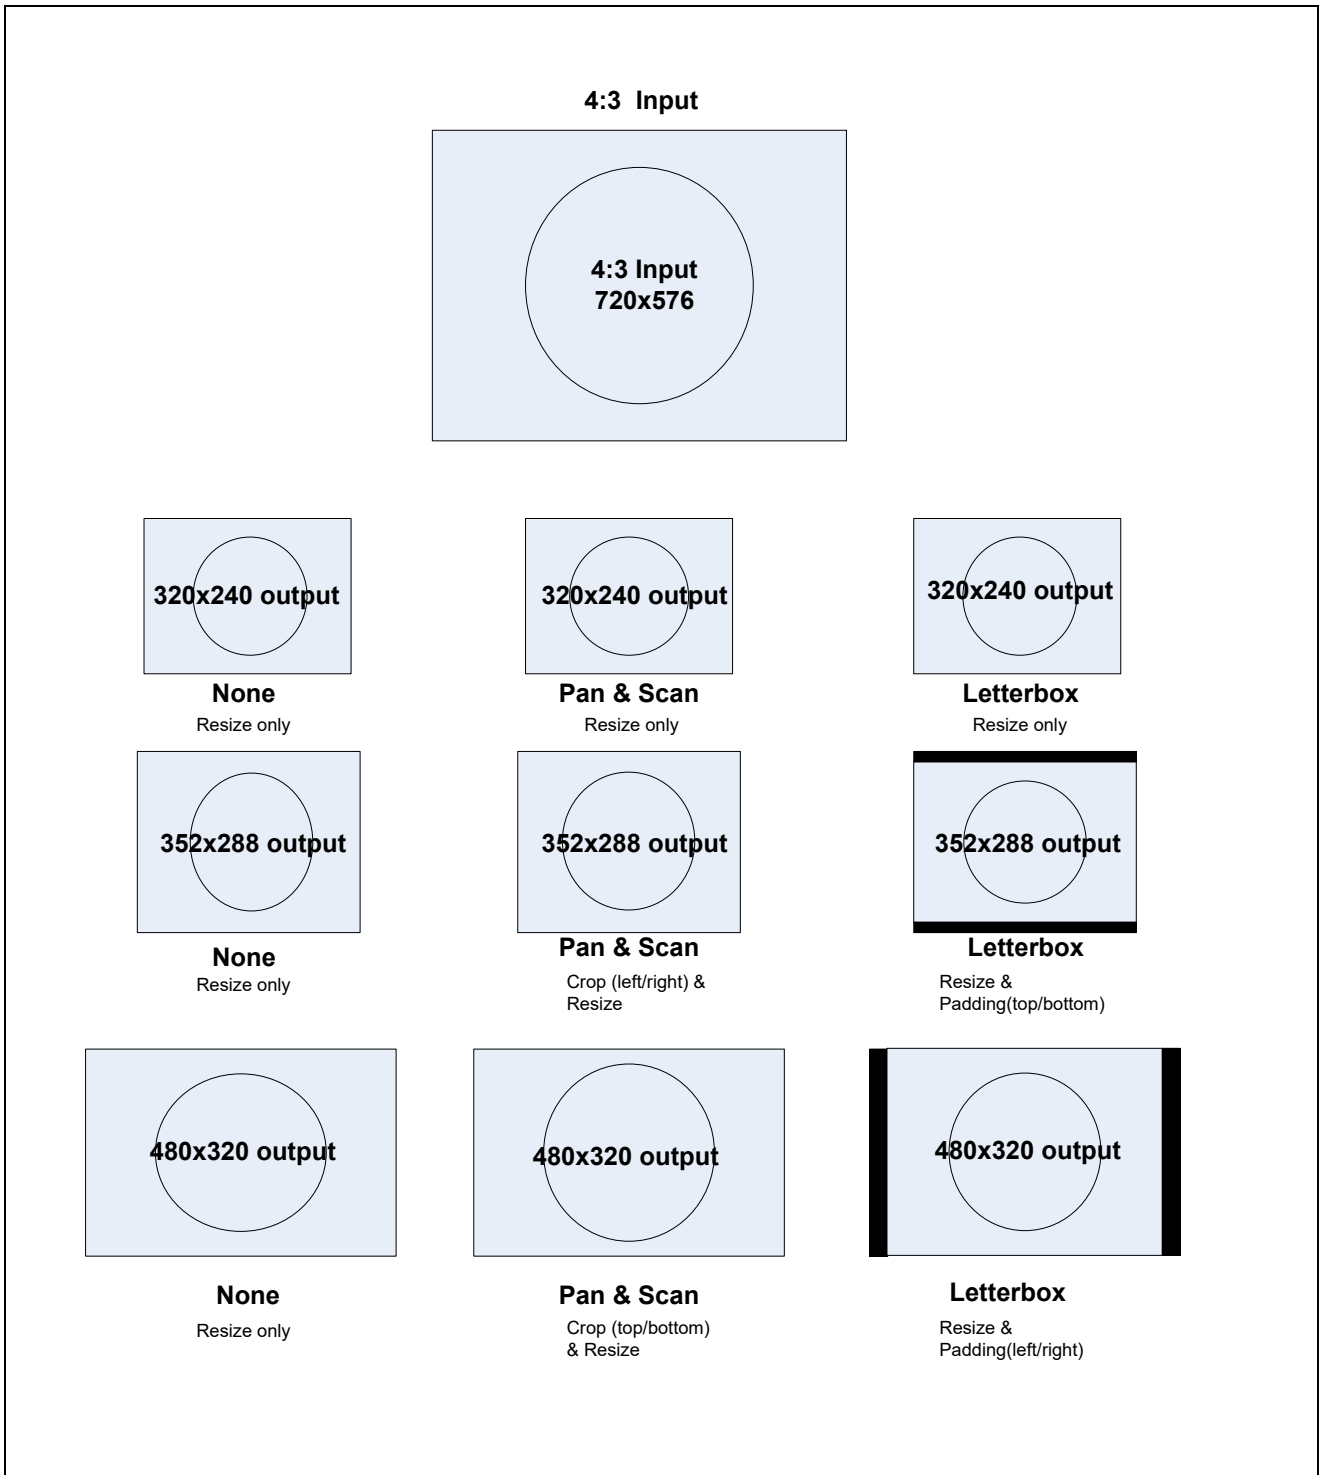 4:3 Input
4:3 Input
720x576
320x240 output
320x240 output
320x240 output
None
Pan & Scan
Letterbox
Resize only
Resize only
Resize only
352x288 output
352x288 output
352x288 output
None
Pan & Scan
Letterbox
Resize only
Crop (left/right) &
Resize
Resize &
Padding(top/bottom)
480x320 output
480x320 output
480x320 output
None
Pan & Scan
Letterbox
Resize only
Crop (top/bottom)
& Resize
Resize &
Padding(left/right)